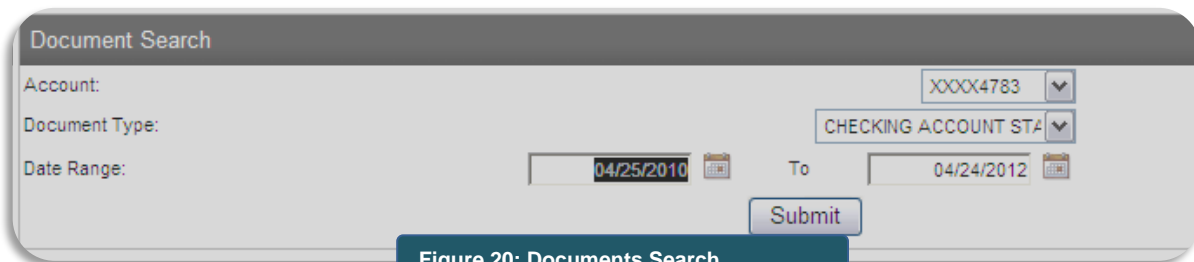 Document Search
Account: XXXX4783
Document Type: CHECKING ACCOUNT STA
Date Range: 04/25/2010 To 04/24/2012
Submit
Figure 20: Documents Search